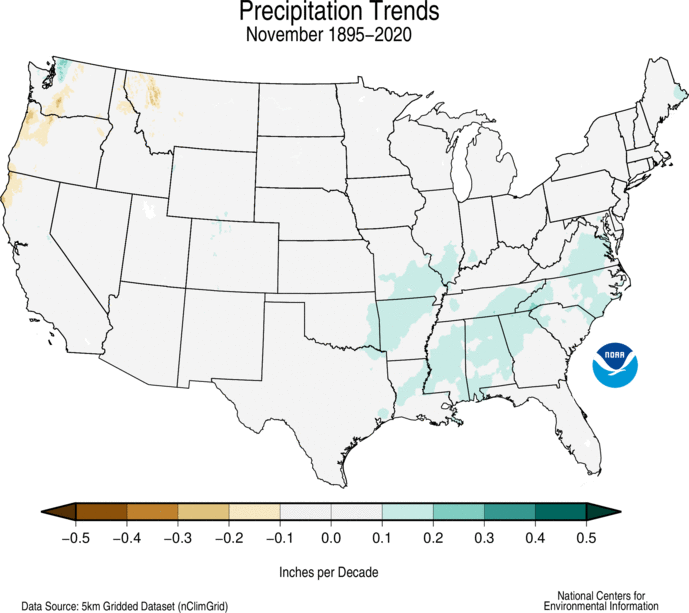 Precipitation Trends
November 1895–2020
NOAA
−0.5 −0.4 −0.3 −0.2 −0.1 0.0 0.1 0.2 0.3 0.4 0.5
Inches per Decade
Data Source: 5km Gridded Dataset (nClimGrid)
National Centers for
Environmental Information